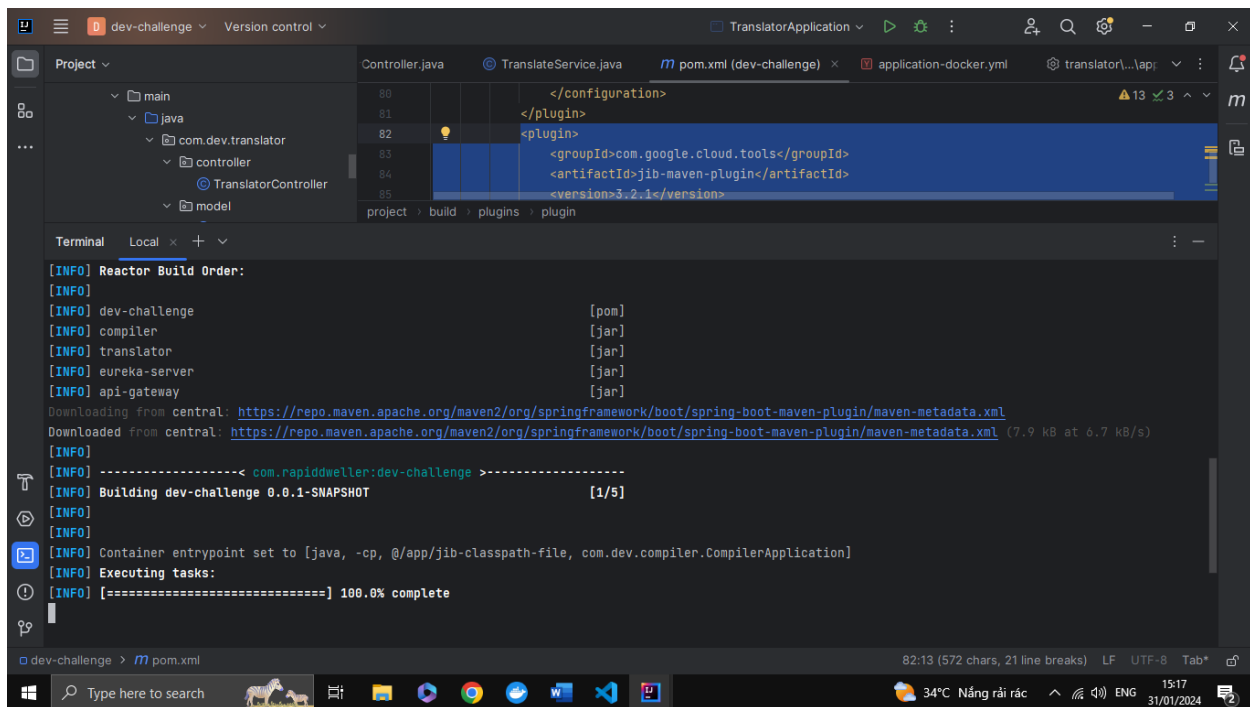 D dev-challenge Version control TranslatorApplication
Project
Controller.java TranslateService.java m pom.xml (dev-challenge) × application-docker.yml translator\...\app
main
java
com.dev.translator
controller
TranslatorController
model
80 </configuration> 13 3
81 </plugin>
82 <plugin>
83 <groupId>com.google.cloud.tools</groupId>
84 <artifactId>jib-maven-plugin</artifactId>
85 <version>3.2.1</version>
project > build > plugins > plugin
Terminal Local × +
[INFO] Reactor Build Order:
[INFO]
[INFO] dev-challenge [pom]
[INFO] compiler [jar]
[INFO] translator [jar]
[INFO] eureka-server [jar]
[INFO] api-gateway [jar]
Downloading from central: https://repo.maven.apache.org/maven2/org/springframework/boot/spring-boot-maven-plugin/maven-metadata.xml
Downloaded from central: https://repo.maven.apache.org/maven2/org/springframework/boot/spring-boot-maven-plugin/maven-metadata.xml (7.9 kB at 6.7 kB/s)
[INFO]
[INFO] -------------------< com.rapiddweller:dev-challenge >-------------------
[INFO] Building dev-challenge 0.0.1-SNAPSHOT [1/5]
[INFO]
[INFO]
[INFO] Container entrypoint set to [java, -cp, @/app/jib-classpath-file, com.dev.compiler.CompilerApplication]
[INFO] Executing tasks:
[INFO] [==============================] 100.0% complete
dev-challenge > m pom.xml 82:13 (572 chars, 21 line breaks) LF UTF-8 Tab*
Type here to search 34°C Nắng rải rác ENG 15:17
31/01/2024 2